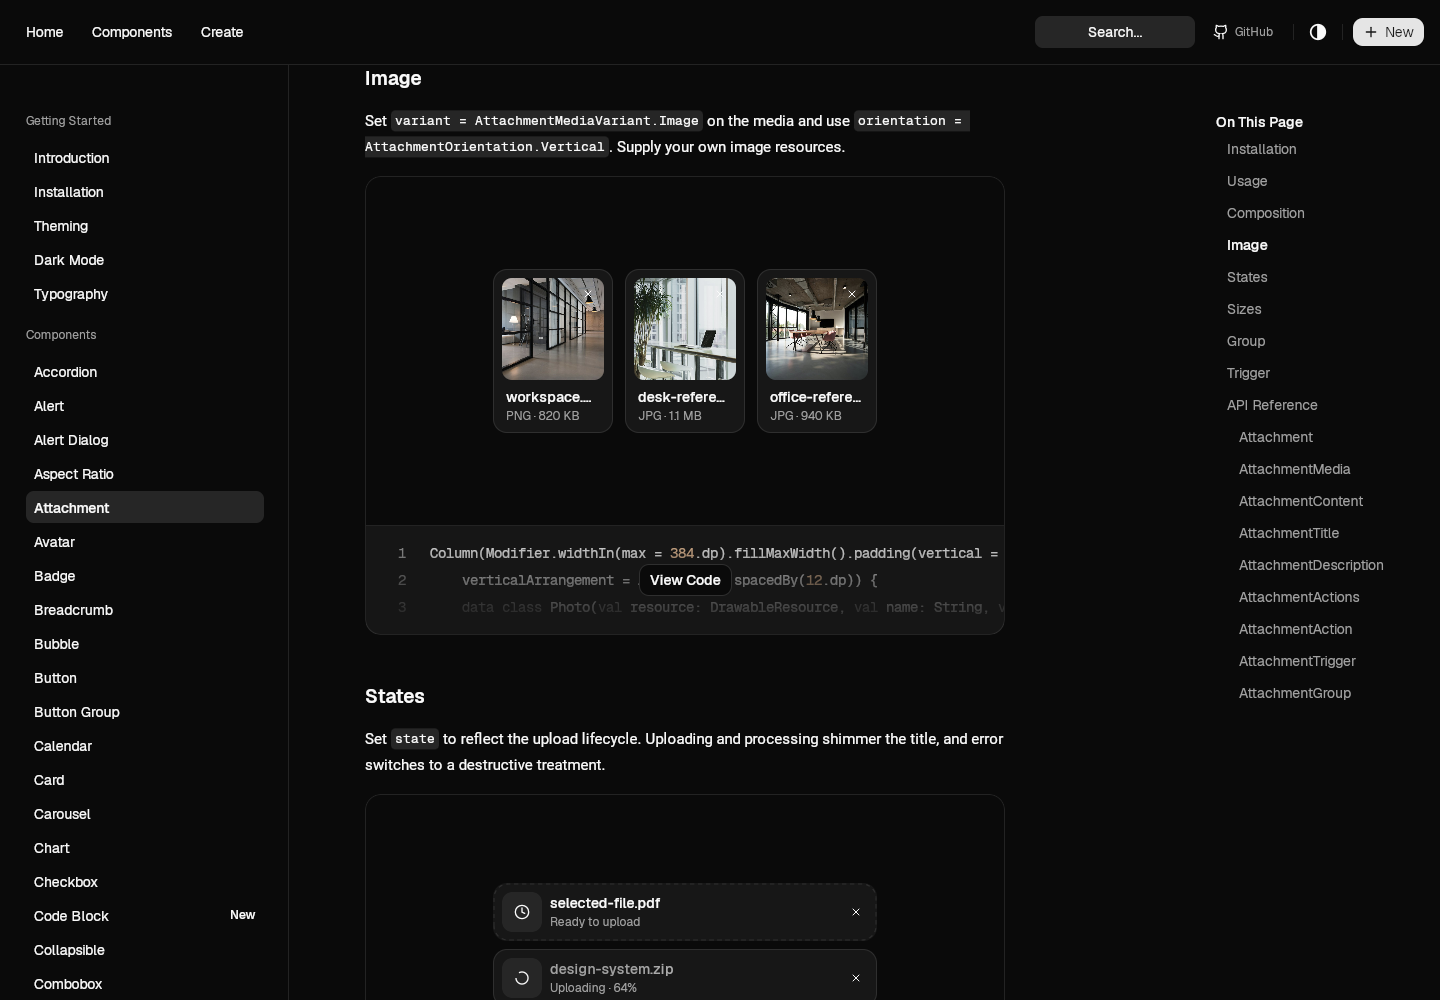 Home
Components
Create
Search...
GitHub
New
Getting Started
Introduction
Installation
Theming
Dark Mode
Typography
Components
Accordion
Alert
Alert Dialog
Aspect Ratio
Attachment
Avatar
Badge
Breadcrumb
Bubble
Button
Button Group
Calendar
Card
Carousel
Chart
Checkbox
Code Block New
Collapsible
Combobox
Image
Set variant = AttachmentMediaVariant.Image on the media and use orientation =
AttachmentOrientation.Vertical. Supply your own image resources.
workspace....
PNG · 820 KB
desk-refere...
JPG · 1.1 MB
office-refere...
JPG · 940 KB
1 Column(Modifier.widthIn(max = 384.dp).fillMaxWidth().padding(vertical =
2 verticalArrangement = spacedBy(12.dp)) {
View Code
3 data class Photo(val resource: DrawableResource, val name: String, v
States
Set state to reflect the upload lifecycle. Uploading and processing shimmer the title, and error
switches to a destructive treatment.
selected-file.pdf
Ready to upload
design-system.zip
Uploading · 64%
On This Page
Installation
Usage
Composition
Image
States
Sizes
Group
Trigger
API Reference
Attachment
AttachmentMedia
AttachmentContent
AttachmentTitle
AttachmentDescription
AttachmentActions
AttachmentAction
AttachmentTrigger
AttachmentGroup